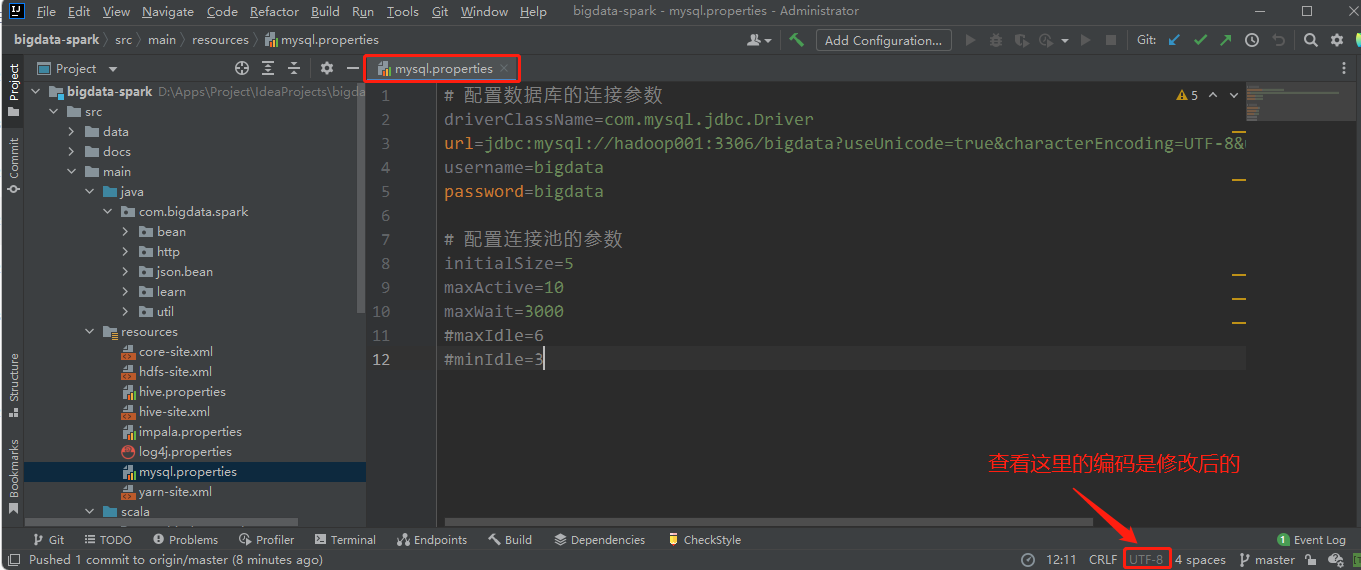 File Edit View Navigate Code Refactor Build Run Tools Git Window Help bigdata-spark - mysql.properties - Administrator
bigdata-spark src main resources mysql.properties Add Configuration... Git:
Project mysql.properties
bigdata-spark D:\Apps\Project\IdeaProjects\bigda
src
data
docs
main
java
com.bigdata.spark
bean
http
json.bean
learn
util
resources
core-site.xml
hdfs-site.xml
hive.properties
hive-site.xml
impala.properties
log4j.properties
mysql.properties
yarn-site.xml
scala
Project
Commit
Structure
Bookmarks
1 # 配置数据库的连接参数
2 driverClassName=com.mysql.jdbc.Driver
3 url=jdbc:mysql://hadoop001:3306/bigdata?useUnicode=true&characterEncoding=UTF-8&
4 username=bigdata
5 password=bigdata
6
7 # 配置连接池的参数
8 initialSize=5
9 maxActive=10
10 maxWait=3000
11 #maxIdle=6
12 #minIdle=3
5
查看这里的编码是修改后的
Git TODO Problems Profiler Terminal Endpoints Build Dependencies CheckStyle 1 Event Log
Pushed 1 commit to origin/master (8 minutes ago) 12:11 CRLF UTF-8 4 spaces master